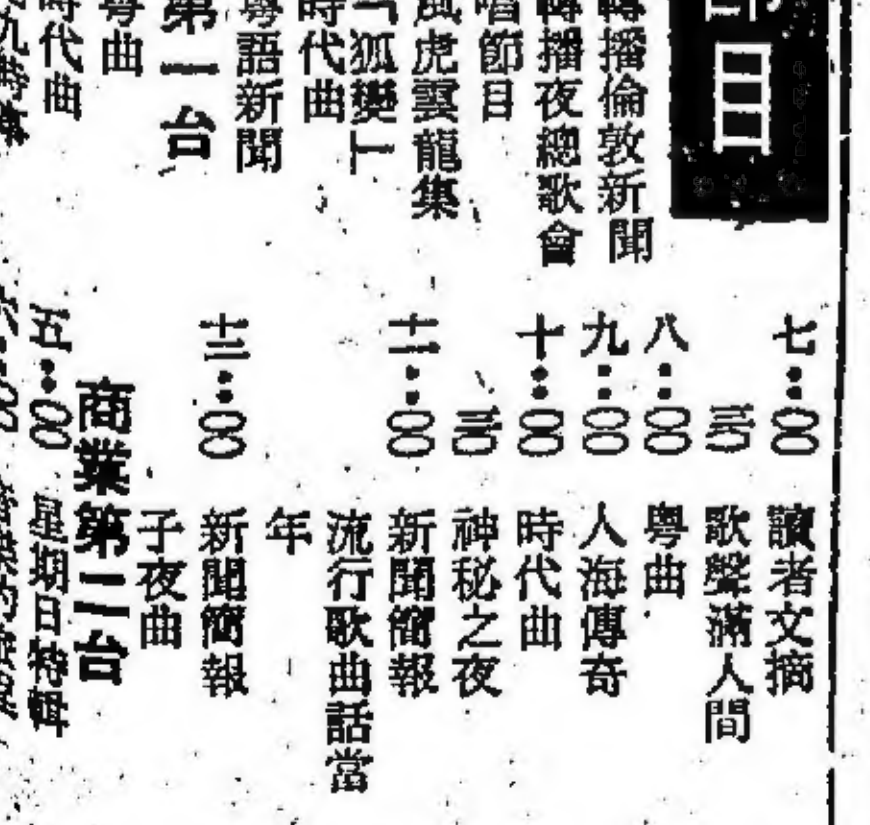 目
轉播倫敦新聞
轉播夜總歌會
唱節目
風虎雲龍集
「狐變」
時代曲
粵語新聞
第一台
粵曲
時代曲
七:00 讀者文摘
三0 歌聲滿人間
八:00 粵曲
九:00 人海傳奇
十:00 時代曲
三0 神秘之夜
十一:00 新聞簡報
流行歌曲話當
年
十二:00 新聞簡報
子夜曲
商業第二台
五:00 星期日特輯